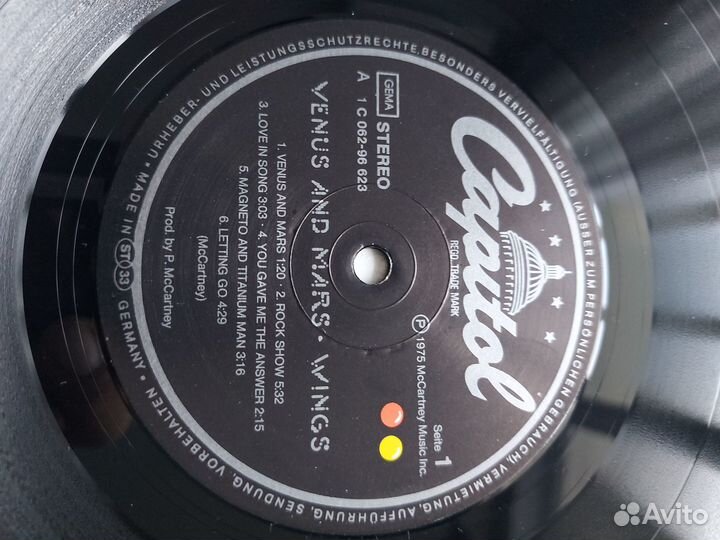 Capitol
REGD. TRADE MARK
Ⓟ 1975 McCartney Music Inc.
GEMA STEREO
A 1 C 062-96 623
Seite 1
VENUS AND MARS · WINGS
1. VENUS AND MARS 1:20 · 2. ROCK SHOW 5:32
3. LOVE IN SONG 3:03 · 4. YOU GAVE ME THE ANSWER 2:15
5. MAGNETO AND TITANIUM MAN 3:16
6. LETTING GO 4:29
(McCartney)
Prod. by P. McCartney
URHEBER- UND LEISTUNGSSCHUTZRECHTE, BESONDERS VERVIELFÄLTIGUNG (AUSSER ZUM PERSÖNLICHEN GEBRAUCH), VERMIETUNG, AUFFÜHRUNG, SENDUNG, VORBEHALTEN • MADE IN ST 33 GERMANY •
Avito